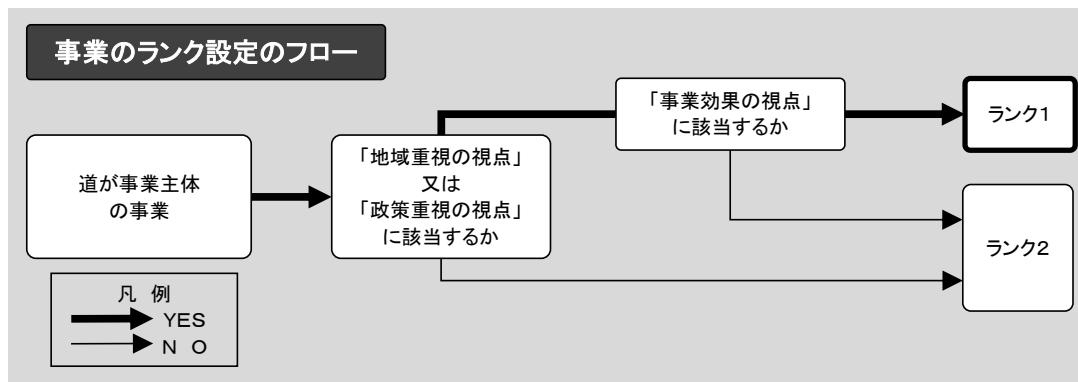 事業のランク設定のフロー
道が事業主体
の事業
「地域重視の視点」
又は
「政策重視の視点」
に該当するか
「事業効果の視点」
に該当するか
ランク1
ランク2
凡 例
YES
N O